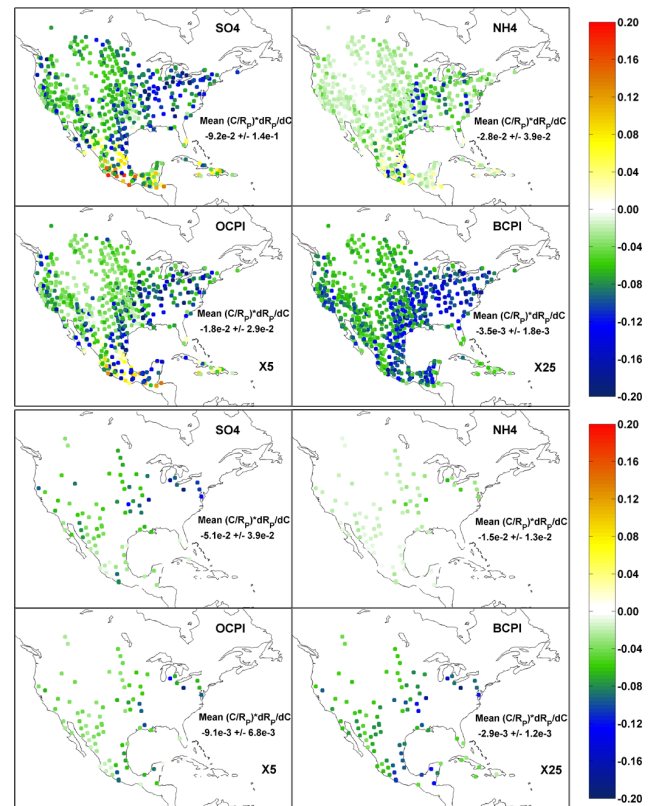 SO4
Mean (C/Rp)*dRp/dC
-9.2e-2 +/- 1.4e-1
NH4
Mean (C/Rp)*dRp/dC
-2.8e-2 +/- 3.9e-2
OCPI
Mean (C/Rp)*dRp/dC
-1.8e-2 +/- 2.9e-2
X5
BCPI
Mean (C/Rp)*dRp/dC
-3.5e-3 +/- 1.8e-3
X25
0.20
0.16
0.12
0.08
0.04
0.00
-0.04
-0.08
-0.12
-0.16
-0.20
SO4
Mean (C/Rp)*dRp/dC
-5.1e-2 +/- 3.9e-2
NH4
Mean (C/Rp)*dRp/dC
-1.5e-2 +/- 1.3e-2
OCPI
Mean (C/Rp)*dRp/dC
-9.1e-3 +/- 6.8e-3
X5
BCPI
Mean (C/Rp)*dRp/dC
-2.9e-3 +/- 1.2e-3
X25
0.20
0.16
0.12
0.08
0.04
0.00
-0.04
-0.08
-0.12
-0.16
-0.20